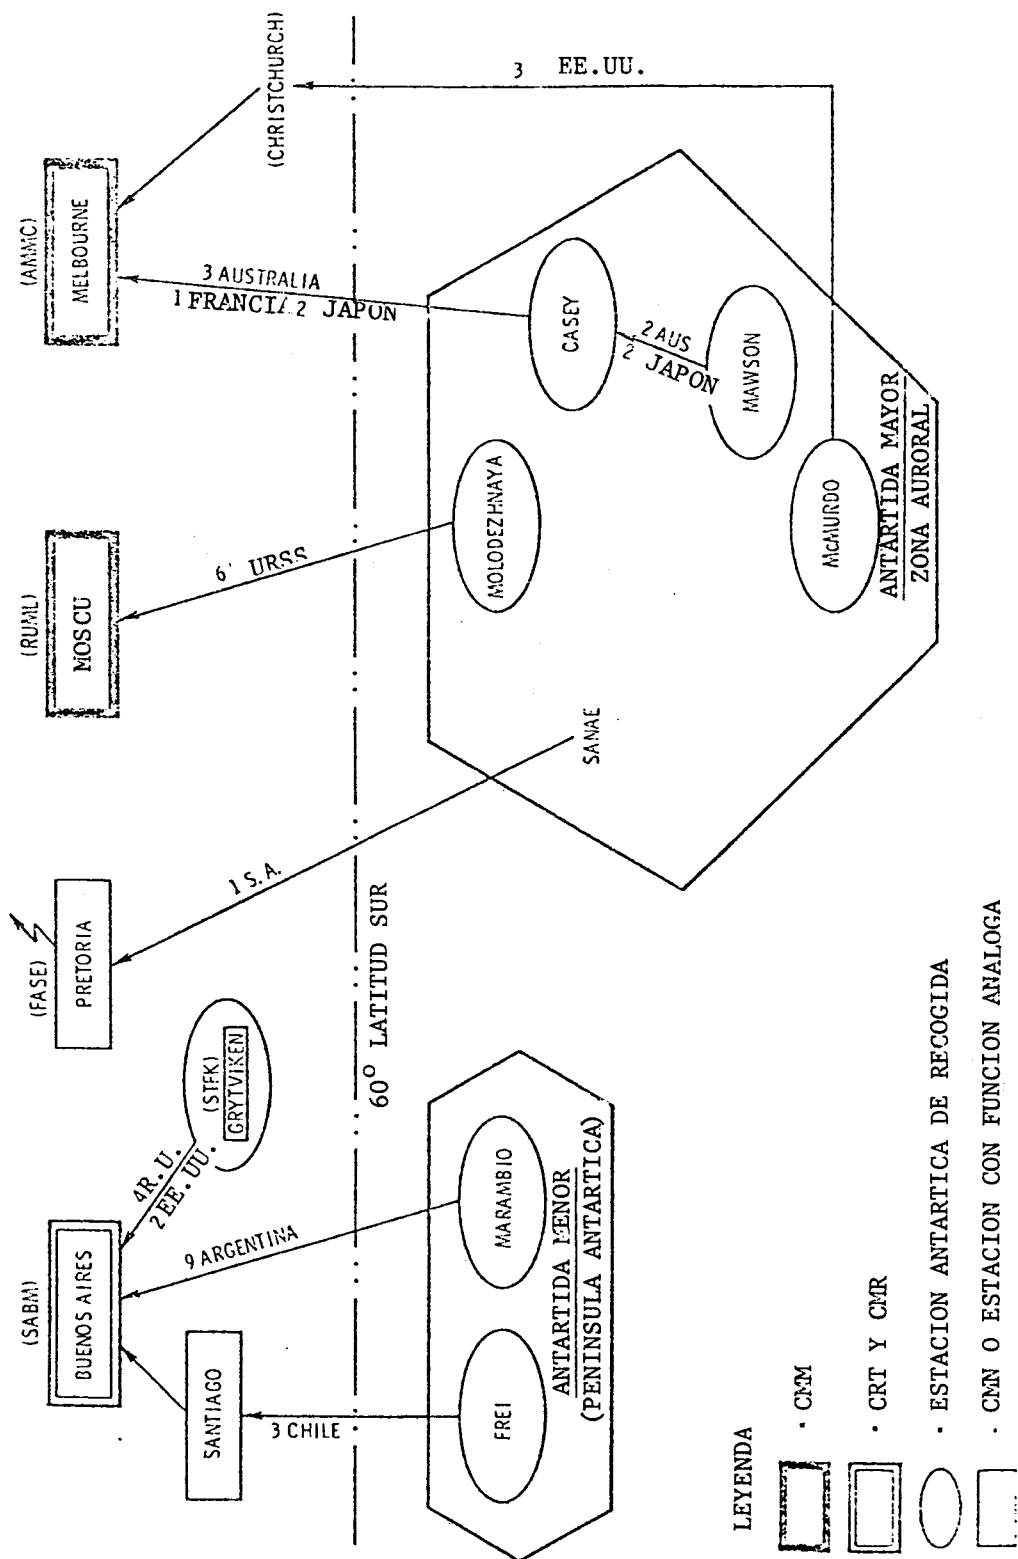 (SABM)
BUENOS AIRES
(FASE)
PRETORIA
(RUML)
MOSCU
(AMMC)
MELBOURNE
SANTIAGO
4R.U.
2 EE.UU.
(STFK)
GRYTVIKEN
(CHRISTCHURCH)
3 CHILE
9 ARGENTINA
1 S.A.
6 URSS
3 AUSTRALIA
1 FRANCIA 2 JAPON
3 EE.UU.
60° LATITUD SUR
FREI
MARAMBIO
ANTARTIDA MENOR
(PENINSULA ANTARTICA)
SANAE
MOLODEZHNAYA
CASEY
2 AUS
2 JAPON
MAWSON
McMURDO
ANTARTIDA MAYOR
ZONA AURORAL
LEYENDA
· CMM
· CRT Y CMR
· ESTACION ANTARTICA DE RECOGIDA
· CMN O ESTACION CON FUNCION ANALOGA